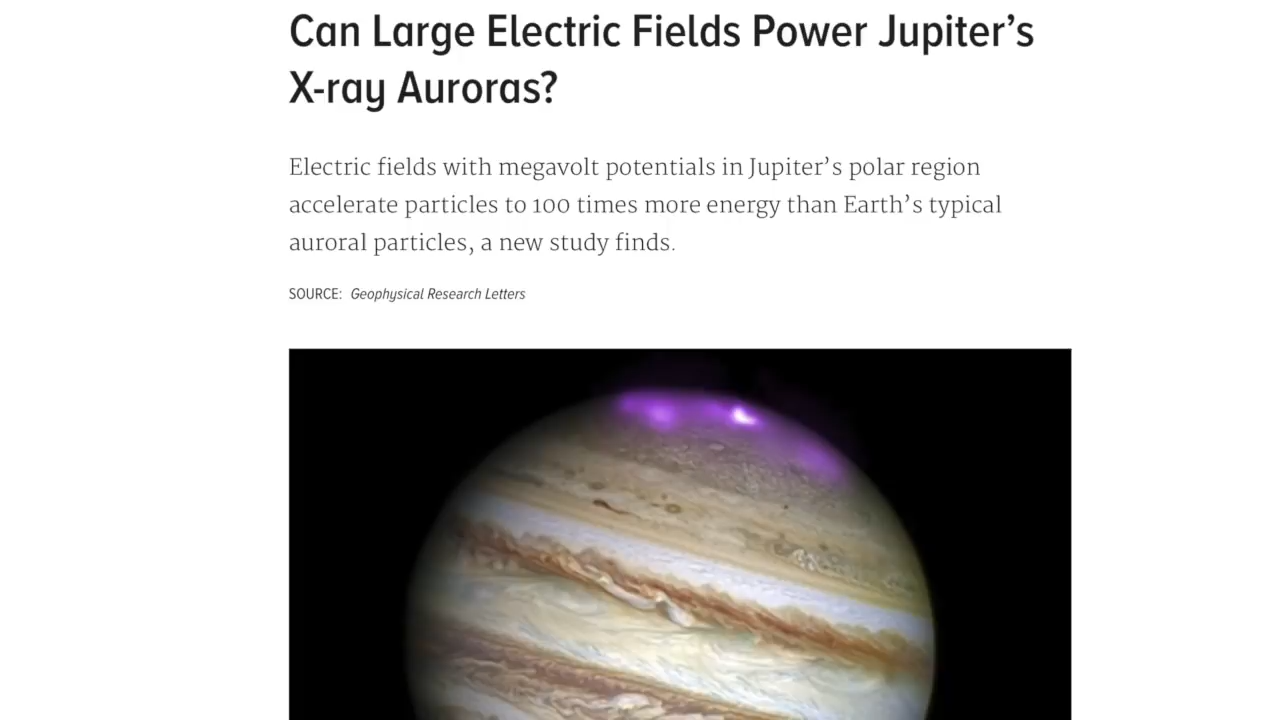 Can Large Electric Fields Power Jupiter’s
X-ray Auroras?
Electric fields with megavolt potentials in Jupiter’s polar region
accelerate particles to 100 times more energy than Earth’s typical
auroral particles, a new study finds.
SOURCE: Geophysical Research Letters